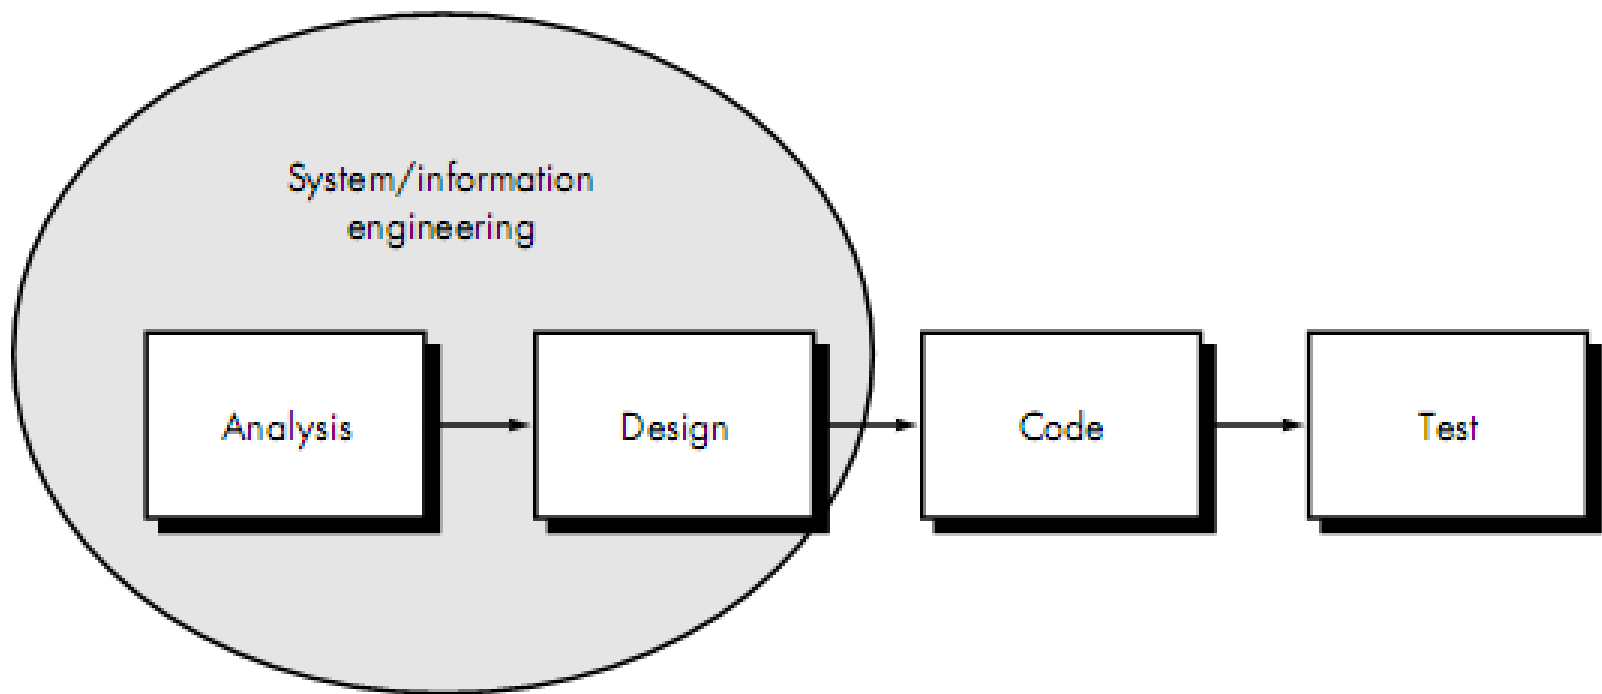 System/information
engineering
Analysis
Design
Code
Test